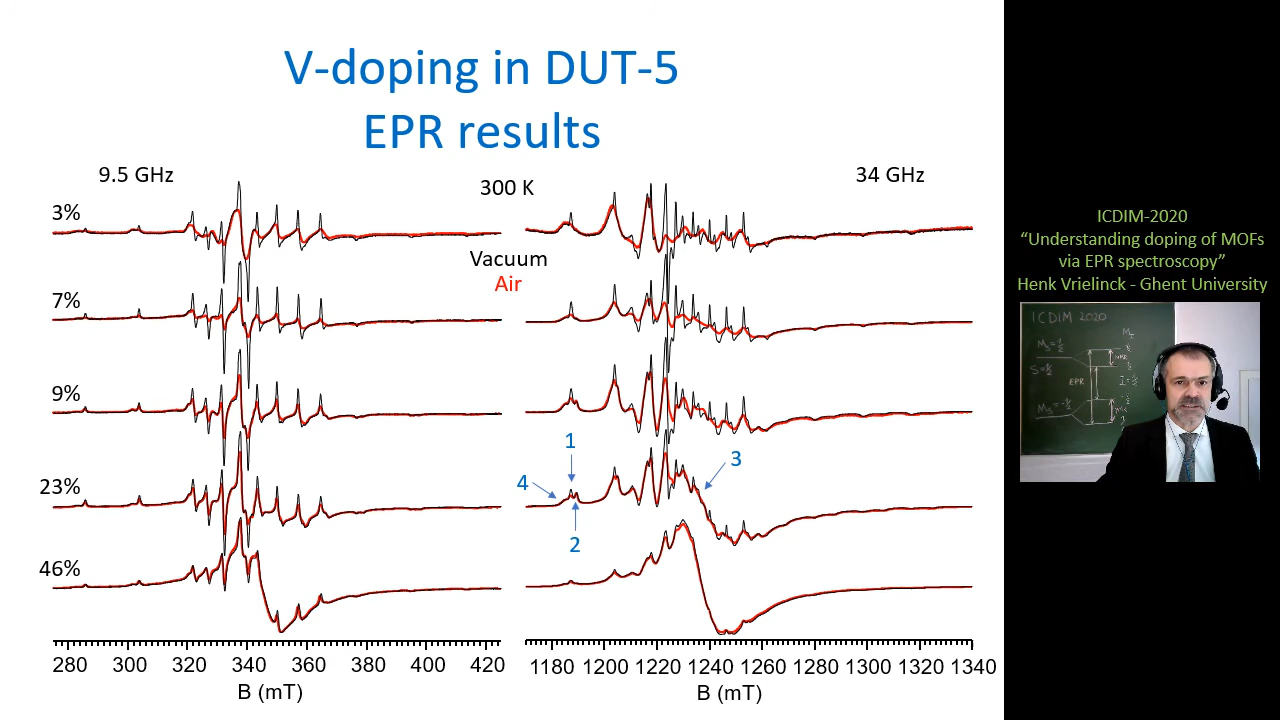 V-doping in DUT-5
EPR results
9.5 GHz
300 K
34 GHz
3%
Vacuum
Air
7%
9%
23%
46%
1
2
3
4
280 300 320 340 360 380 400 420
B (mT)
1180 1200 1220 1240 1260 1280 1300 1320 1340
B (mT)
ICDIM-2020
“Understanding doping of MOFs
via EPR spectroscopy”
Henk Vrielinck - Ghent University
ICDIM 2020
EPR